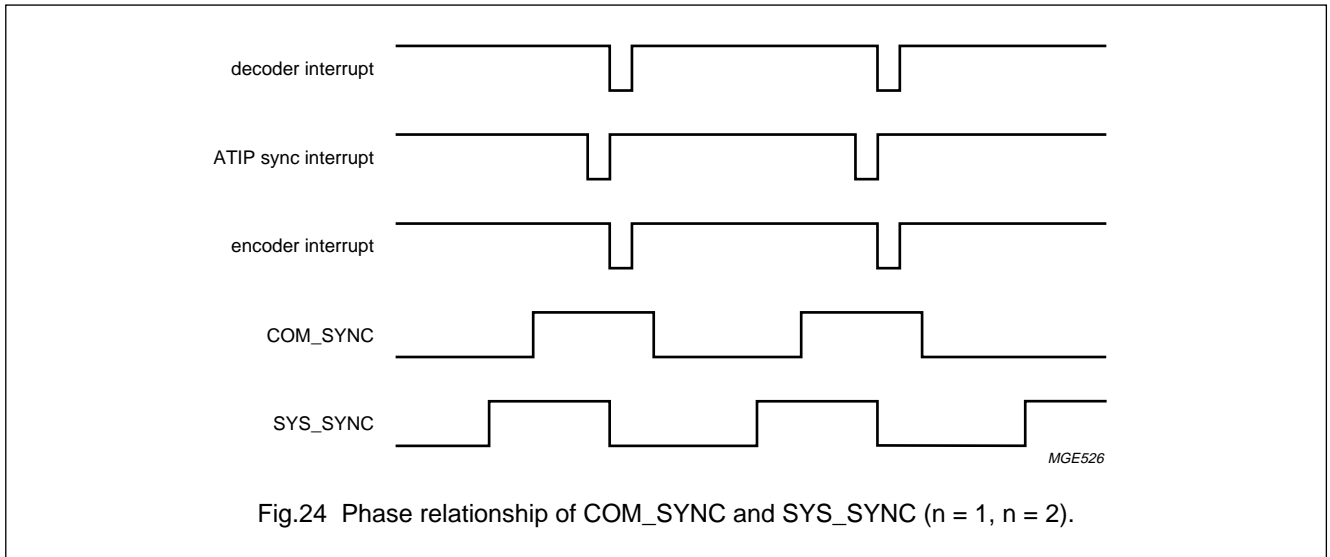 decoder interrupt
ATIP sync interrupt
encoder interrupt
COM_SYNC
SYS_SYNC
MGE526
Fig.24 Phase relationship of COM_SYNC and SYS_SYNC (n = 1, n = 2).